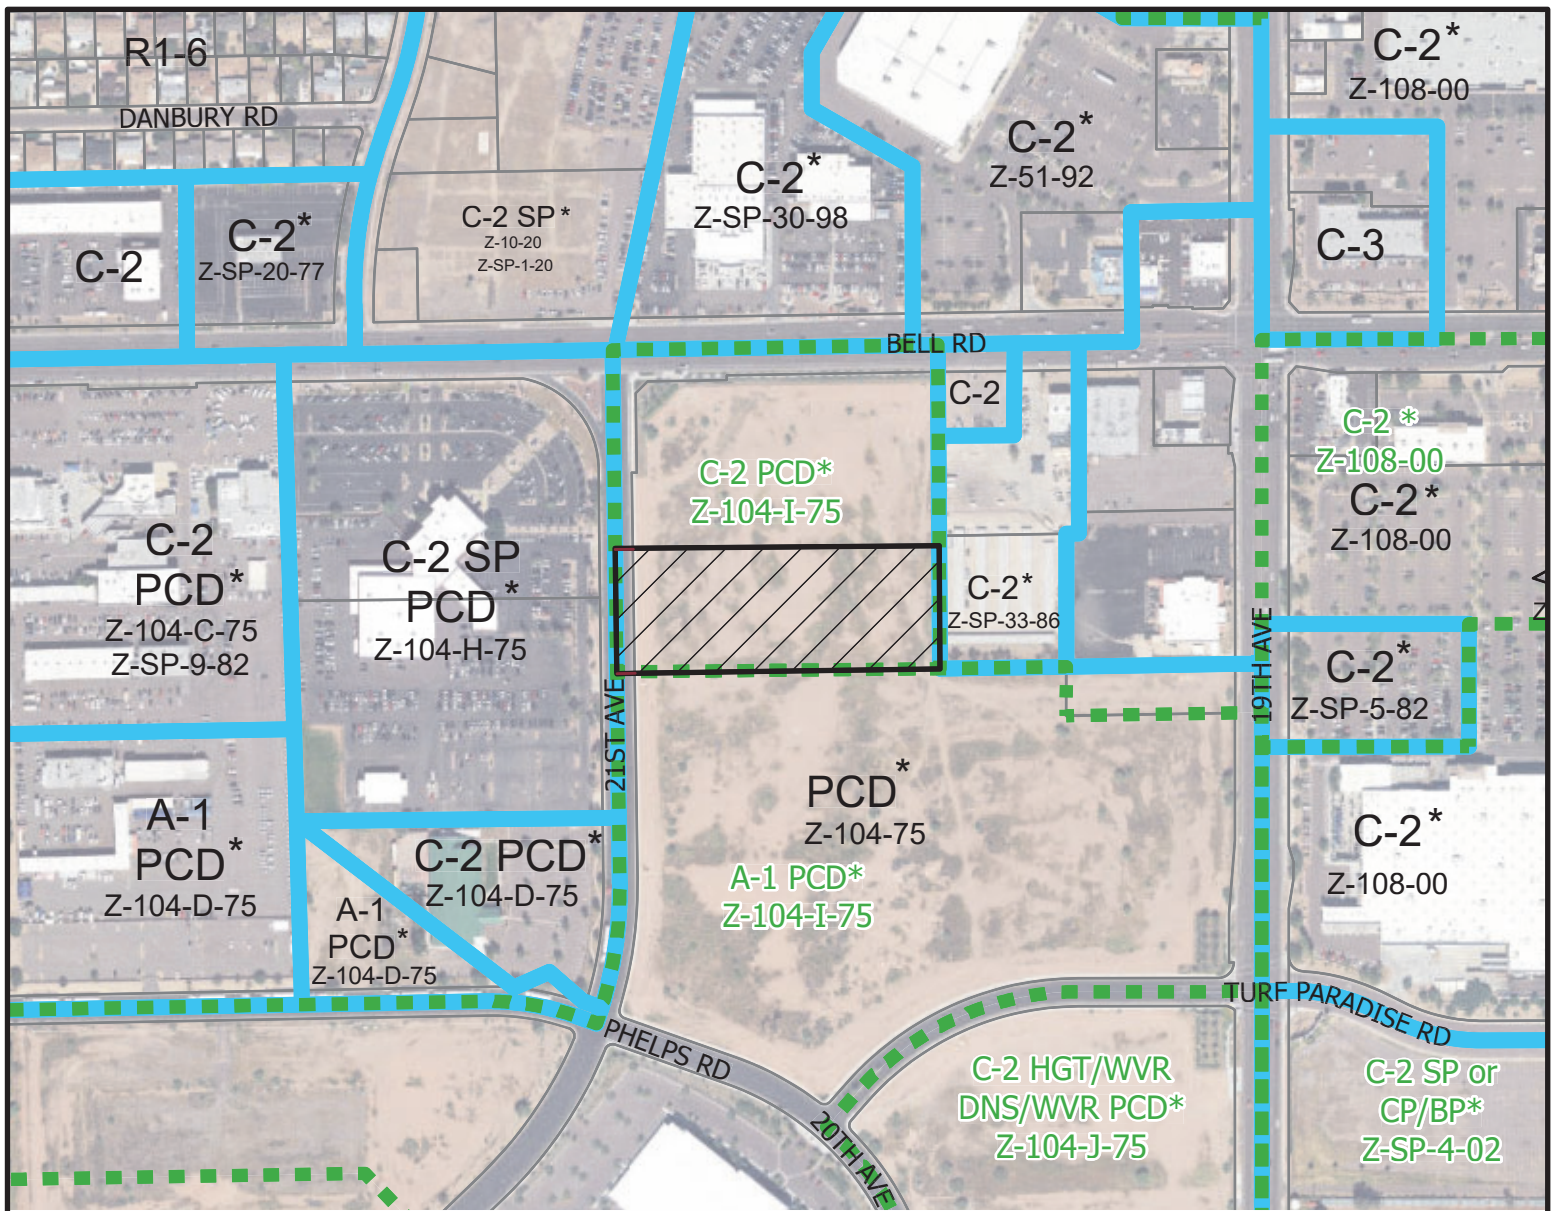 R1-6
DANBURY RD
C-2*
Z-108-00
C-2*
Z-51-92
C-2*
Z-SP-30-98
C-2 SP*
Z-10-20
Z-SP-1-20
C-2*
Z-SP-20-77
C-2
C-3
BELL RD
C-2
C-2 *
Z-108-00
C-2 PCD*
Z-104-I-75
C-2*
Z-108-00
C-2
PCD*
Z-104-C-75
Z-SP-9-82
C-2 SP
PCD*
Z-104-H-75
C-2*
Z-SP-33-86
19TH AVE
C-2*
Z-SP-5-82
21ST AVE
PCD*
Z-104-75
A-1 PCD*
Z-104-I-75
A-1
PCD*
Z-104-D-75
C-2 PCD*
Z-104-D-75
A-1
PCD*
Z-104-D-75
C-2*
Z-108-00
TURF PARADISE RD
PHELPS RD
20TH AVE
C-2 HGT/WVR
DNS/WVR PCD*
Z-104-J-75
C-2 SP or
CP/BP*
Z-SP-4-02